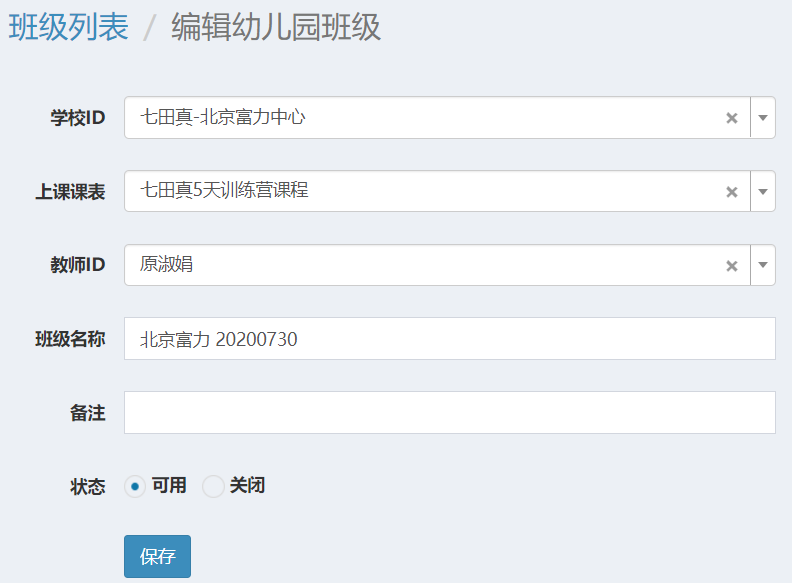 班级列表 / 编辑幼儿园班级
学校ID 七田真-北京富力中心
上课课表 七田真5天训练营课程
教师ID 原淑娟
班级名称 北京富力 20200730
备注
状态 可用 关闭
保存